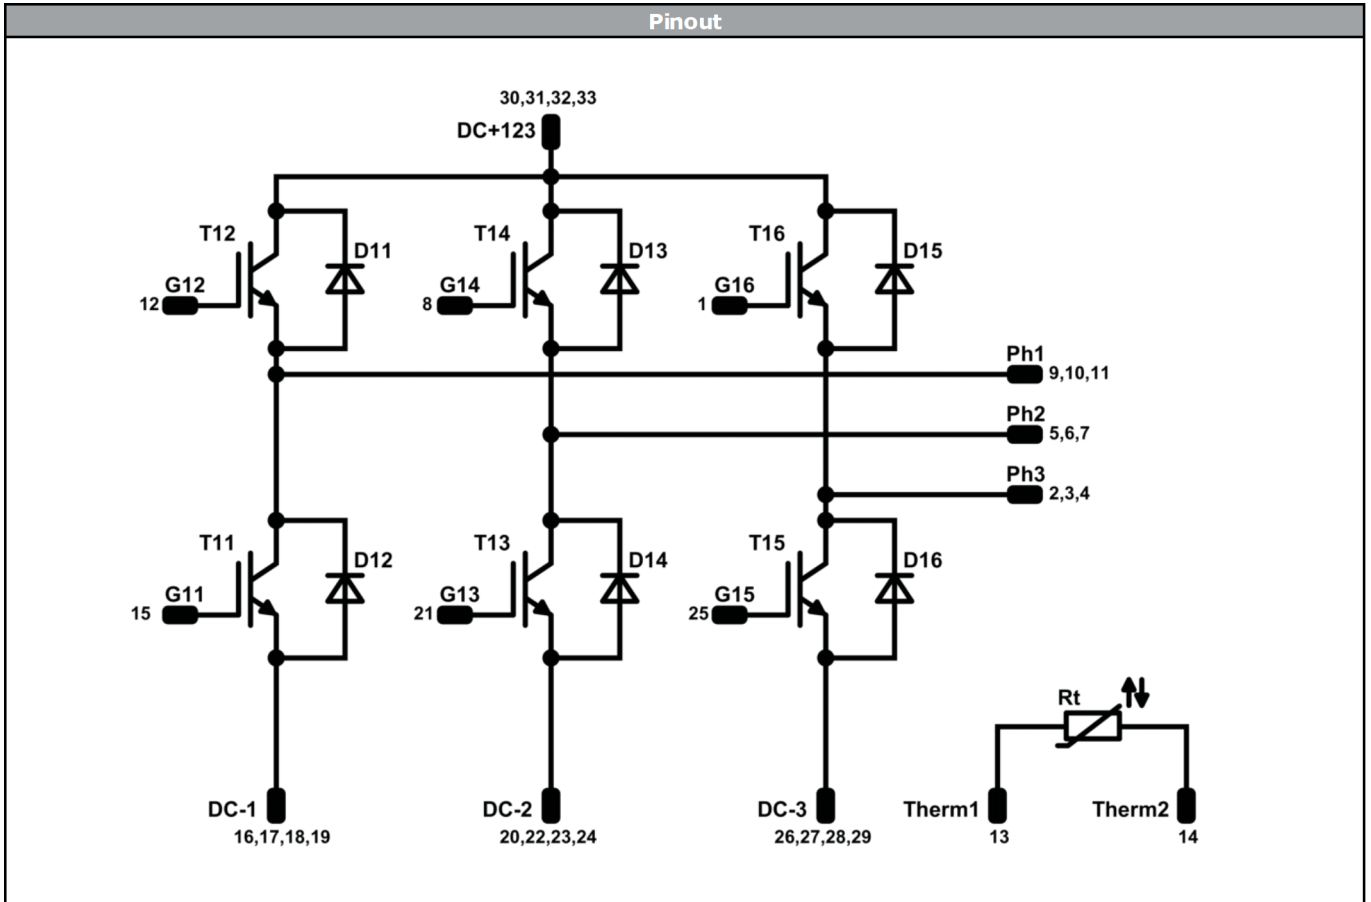 Pinout
30,31,32,33
DC+123
T12
D11
T14
D13
T16
D15
G12
12
G14
8
G16
1
Ph1
9,10,11
Ph2
5,6,7
Ph3
2,3,4
T11
D12
T13
D14
T15
D16
G11
15
G13
21
G15
25
Rt
DC-1
16,17,18,19
DC-2
20,22,23,24
DC-3
26,27,28,29
Therm1
13
Therm2
14